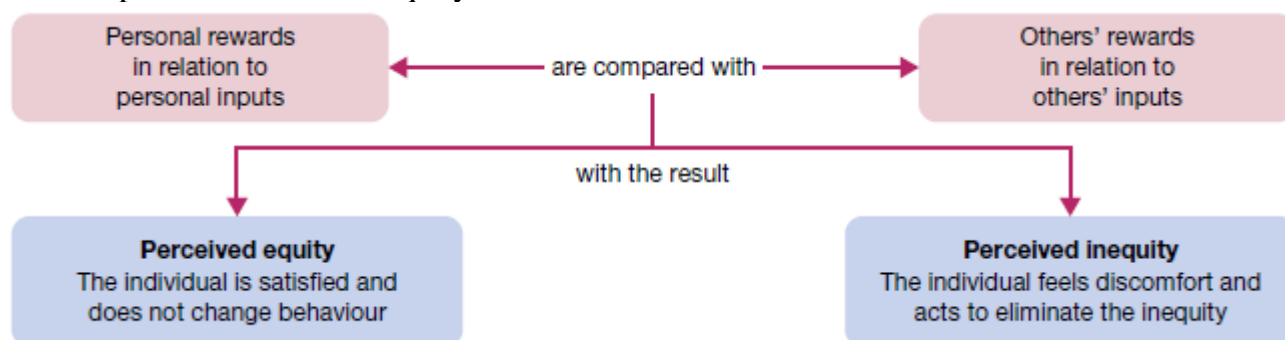 Personal rewards
in relation to
personal inputs
are compared with
Others’ rewards
in relation to
others’ inputs
with the result
Perceived equity
The individual is satisfied and
does not change behaviour
Perceived inequity
The individual feels discomfort and
acts to eliminate the inequity